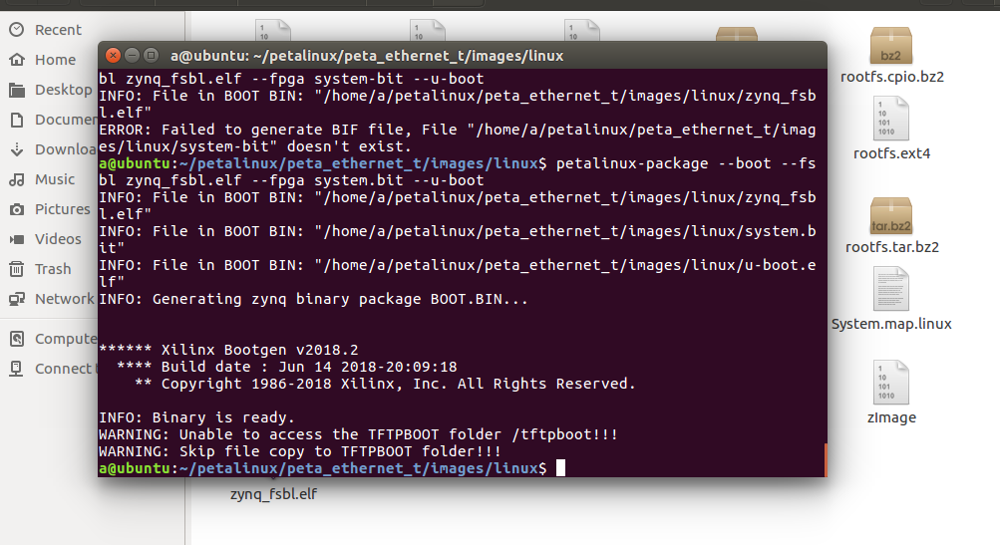 Recent
Home
Desktop
Documen
Downloa
Music
Pictures
Videos
Trash
Network
Compute
Connect
1
10
1
10
1
10
bz2
rootfs.cpio.bz2
1
10
101
1010
rootfs.ext4
tar.bz2
rootfs.tar.bz2
System.map.linux
1
10
101
1010
zImage
zynq_fsbl.elf
a@ubuntu: ~/petalinux/peta_ethernet_t/images/linux
bl zynq_fsbl.elf --fpga system-bit --u-boot
INFO: File in BOOT BIN: "/home/a/petalinux/peta_ethernet_t/images/linux/zynq_fsb
l.elf"
ERROR: Failed to generate BIF file, File "/home/a/petalinux/peta_ethernet_t/imag
es/linux/system-bit" doesn't exist.
a@ubuntu:~/petalinux/peta_ethernet_t/images/linux$ petalinux-package --boot --fs
bl zynq_fsbl.elf --fpga system.bit --u-boot
INFO: File in BOOT BIN: "/home/a/petalinux/peta_ethernet_t/images/linux/zynq_fsb
l.elf"
INFO: File in BOOT BIN: "/home/a/petalinux/peta_ethernet_t/images/linux/system.b
it"
INFO: File in BOOT BIN: "/home/a/petalinux/peta_ethernet_t/images/linux/u-boot.e
lf"
INFO: Generating zynq binary package BOOT.BIN...
****** Xilinx Bootgen v2018.2
**** Build date : Jun 14 2018-20:09:18
** Copyright 1986-2018 Xilinx, Inc. All Rights Reserved.
INFO: Binary is ready.
WARNING: Unable to access the TFTPBOOT folder /tftpboot!!!
WARNING: Skip file copy to TFTPBOOT folder!!!
a@ubuntu:~/petalinux/peta_ethernet_t/images/linux$